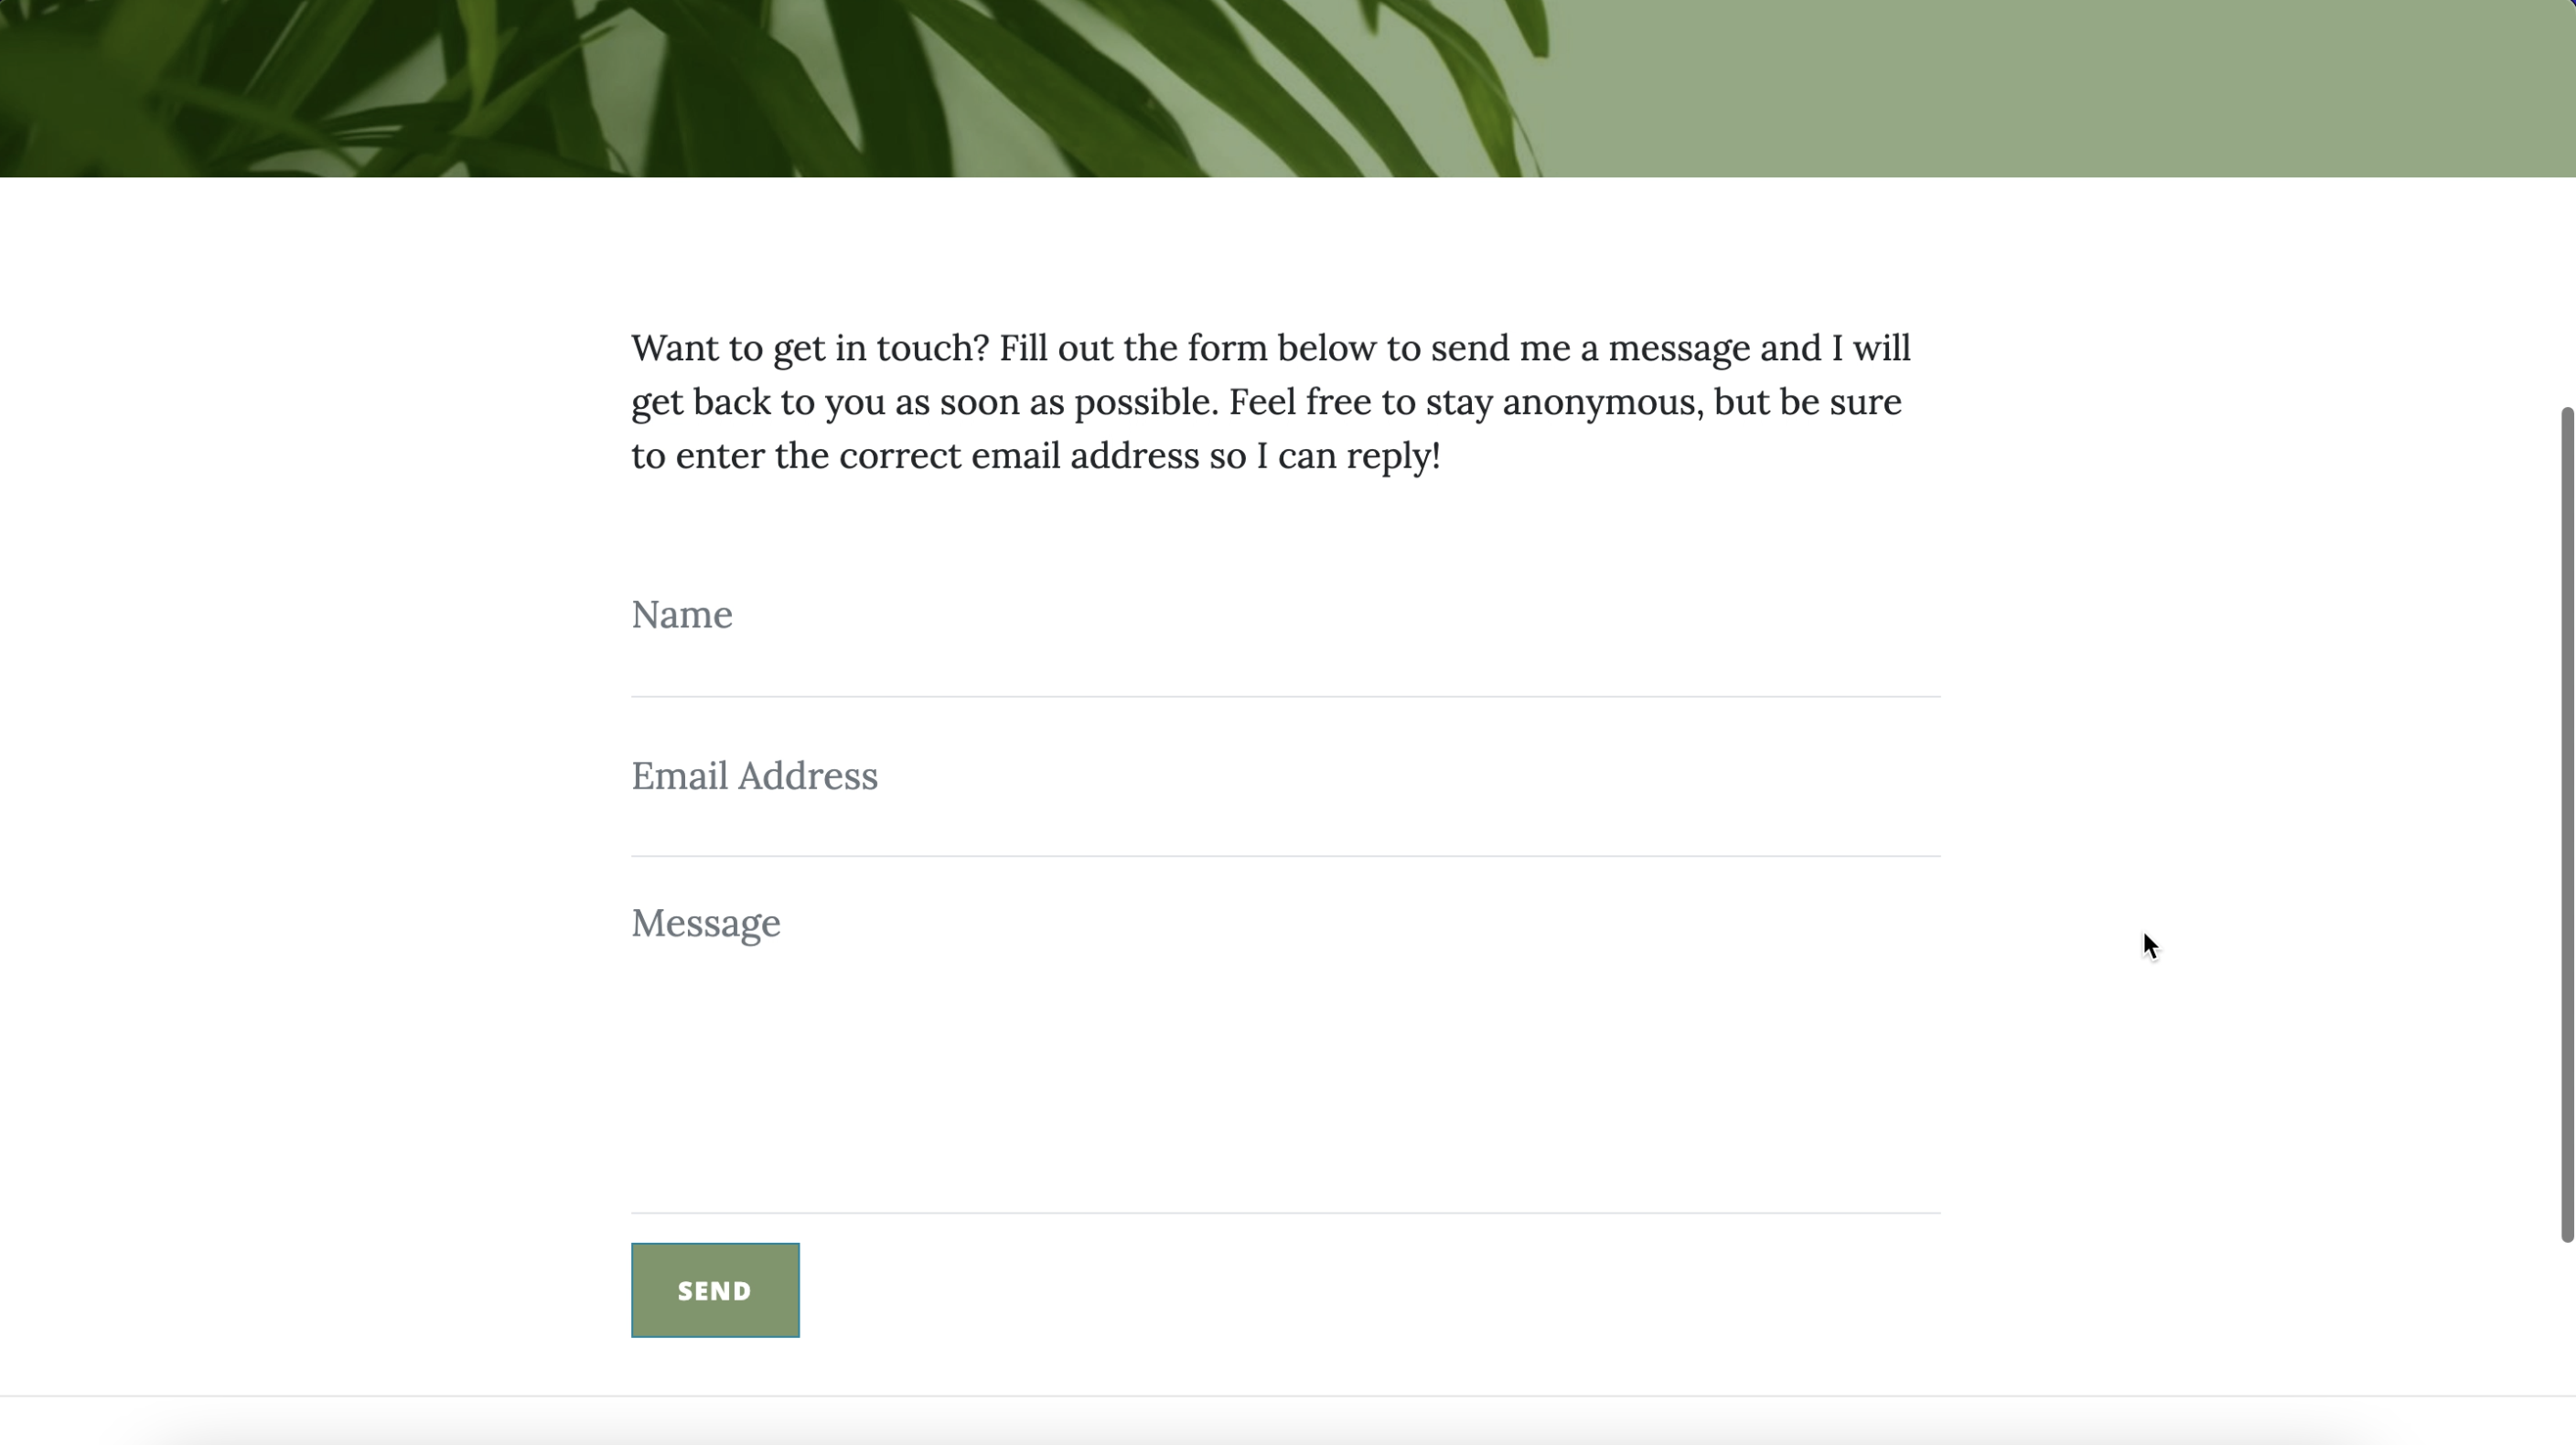 Want to get in touch? Fill out the form below to send me a message and I will
get back to you as soon as possible. Feel free to stay anonymous, but be sure
to enter the correct email address so I can reply!
Name
Email Address
Message
SEND